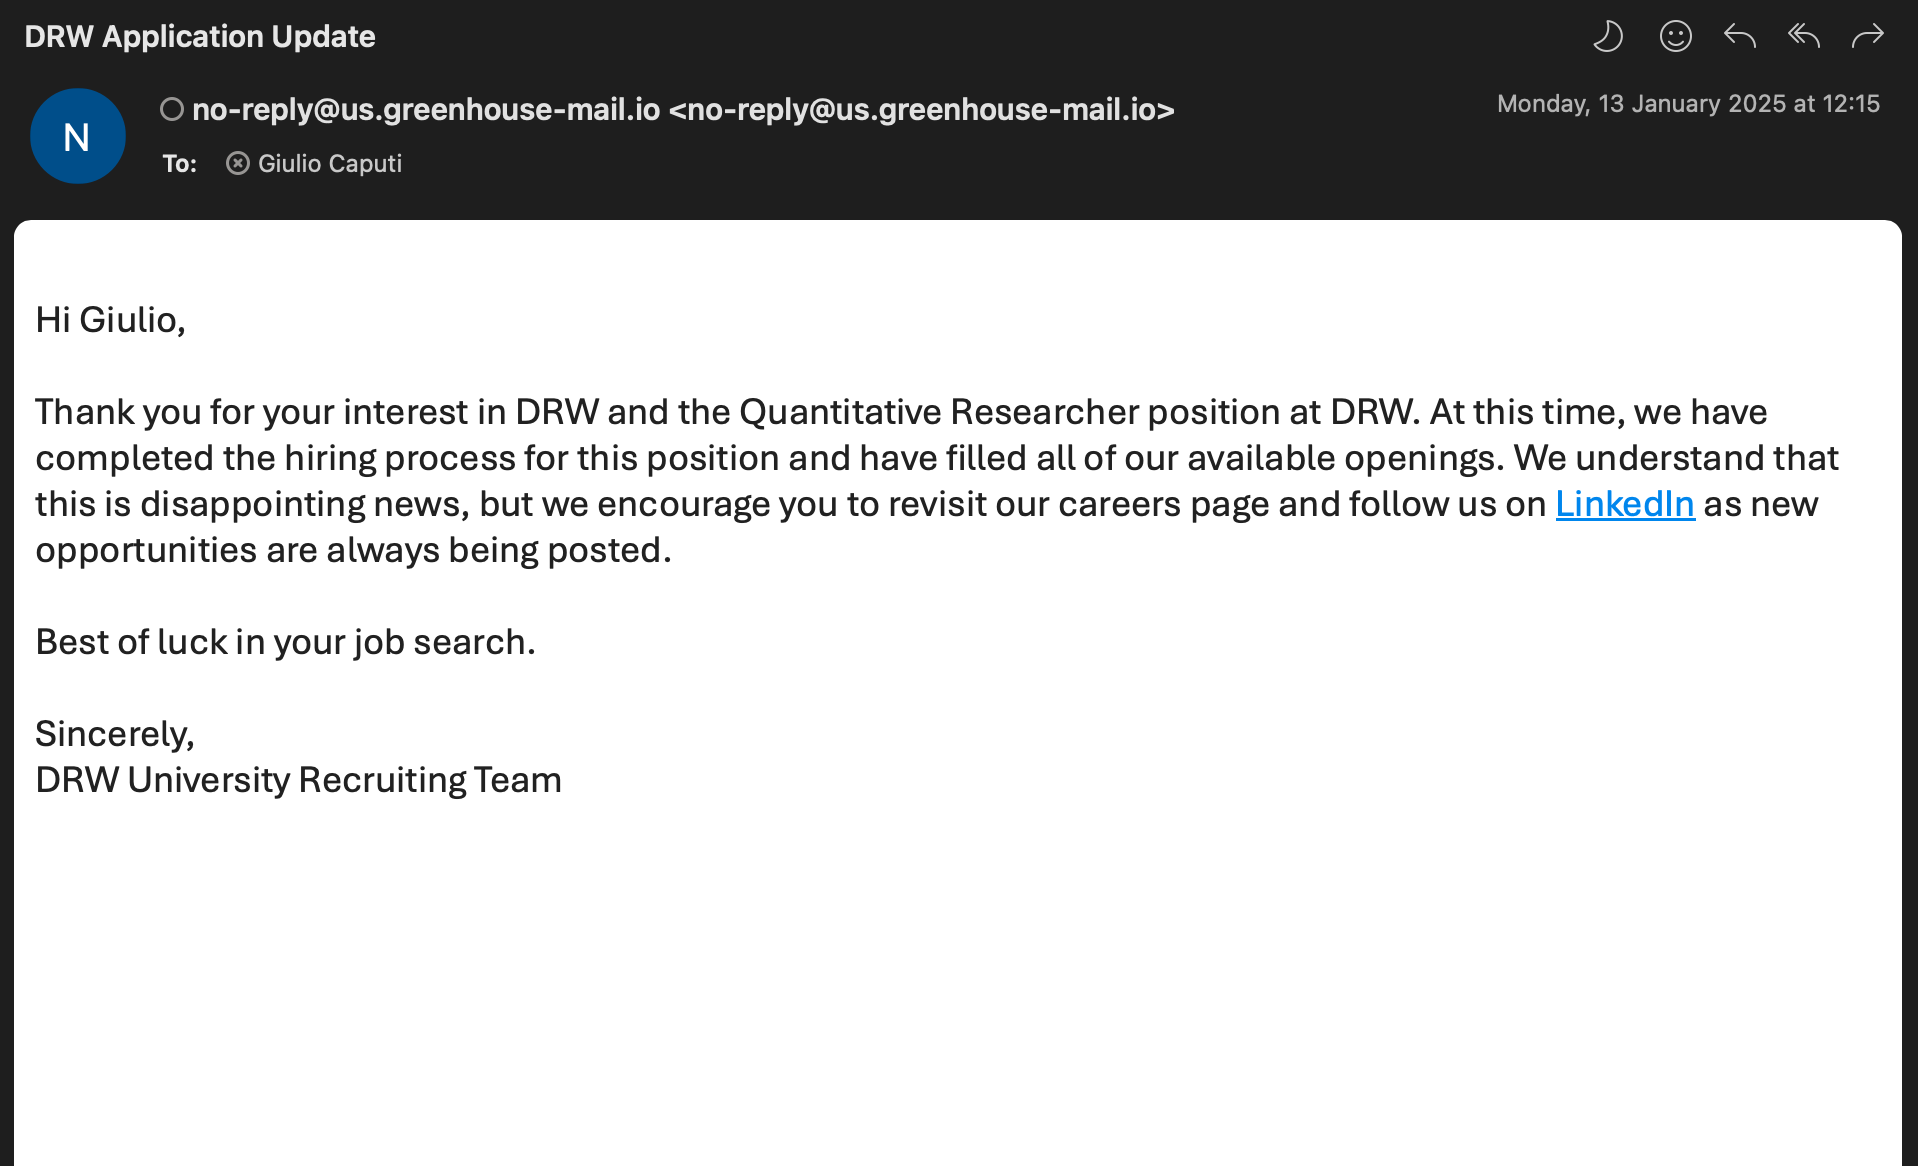 DRW Application Update
N
no-reply@us.greenhouse-mail.io <no-reply@us.greenhouse-mail.io>
Monday, 13 January 2025 at 12:15
To: Giulio Caputi
Hi Giulio,
Thank you for your interest in DRW and the Quantitative Researcher position at DRW. At this time, we have
completed the hiring process for this position and have filled all of our available openings. We understand that
this is disappointing news, but we encourage you to revisit our careers page and follow us on LinkedIn as new
opportunities are always being posted.
Best of luck in your job search.
Sincerely,
DRW University Recruiting Team